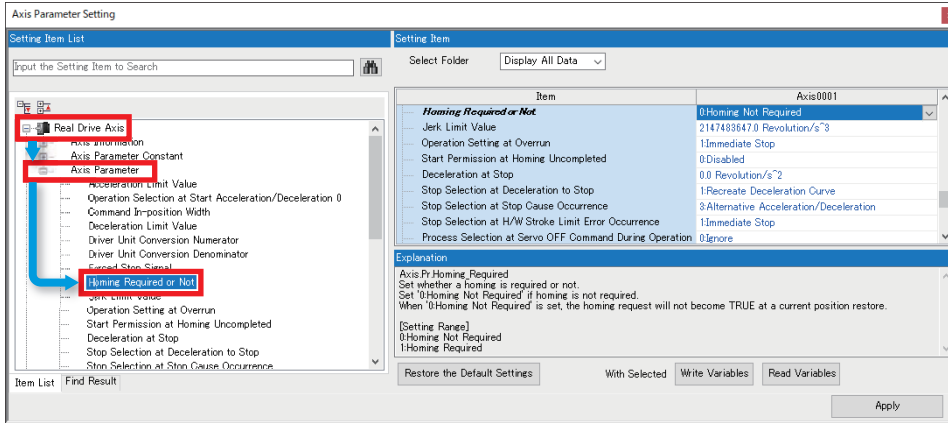 Axis Parameter Setting
Setting Item List
Input the Setting Item to Search
Real Drive Axis
Axis Information
Axis Parameter Constant
Axis Parameter
Acceleration Limit Value
Operation Selection at Start Acceleration/Deceleration 0
Command In-position Width
Deceleration Limit Value
Driver Unit Conversion Numerator
Driver Unit Conversion Denominator
Forced Stop Signal
Homing Required or Not
Jerk Limit Value
Operation Setting at Overrun
Start Permission at Homing Uncompleted
Deceleration at Stop
Stop Selection at Deceleration to Stop
Stop Selection at Stop Cause Occurrence
Item List Find Result
Setting Item
Select Folder Display All Data
Item Axis0001
Homing Required or Not 0:Homing Not Required
Jerk Limit Value 2147483647.0 Revolution/s^3
Operation Setting at Overrun 1:Immediate Stop
Start Permission at Homing Uncompleted 0:Disabled
Deceleration at Stop 0.0 Revolution/s^2
Stop Selection at Deceleration to Stop 1:Recreate Deceleration Curve
Stop Selection at Stop Cause Occurrence 3:Alternative Acceleration/Deceleration
Stop Selection at H/W Stroke Limit Error Occurrence 1:Immediate Stop
Process Selection at Servo OFF Command During Operation 0:Ignore
Explanation
Axis.Pr.Homing_Required
Set whether a homing is required or not.
Set '0:Homing Not Required' if homing is not required.
When '0:Homing Not Required' is set, the homing request will not become TRUE at a current position restore.
[Setting Range]
0:Homing Not Required
1:Homing Required
Restore the Default Settings With Selected Write Variables Read Variables
Apply